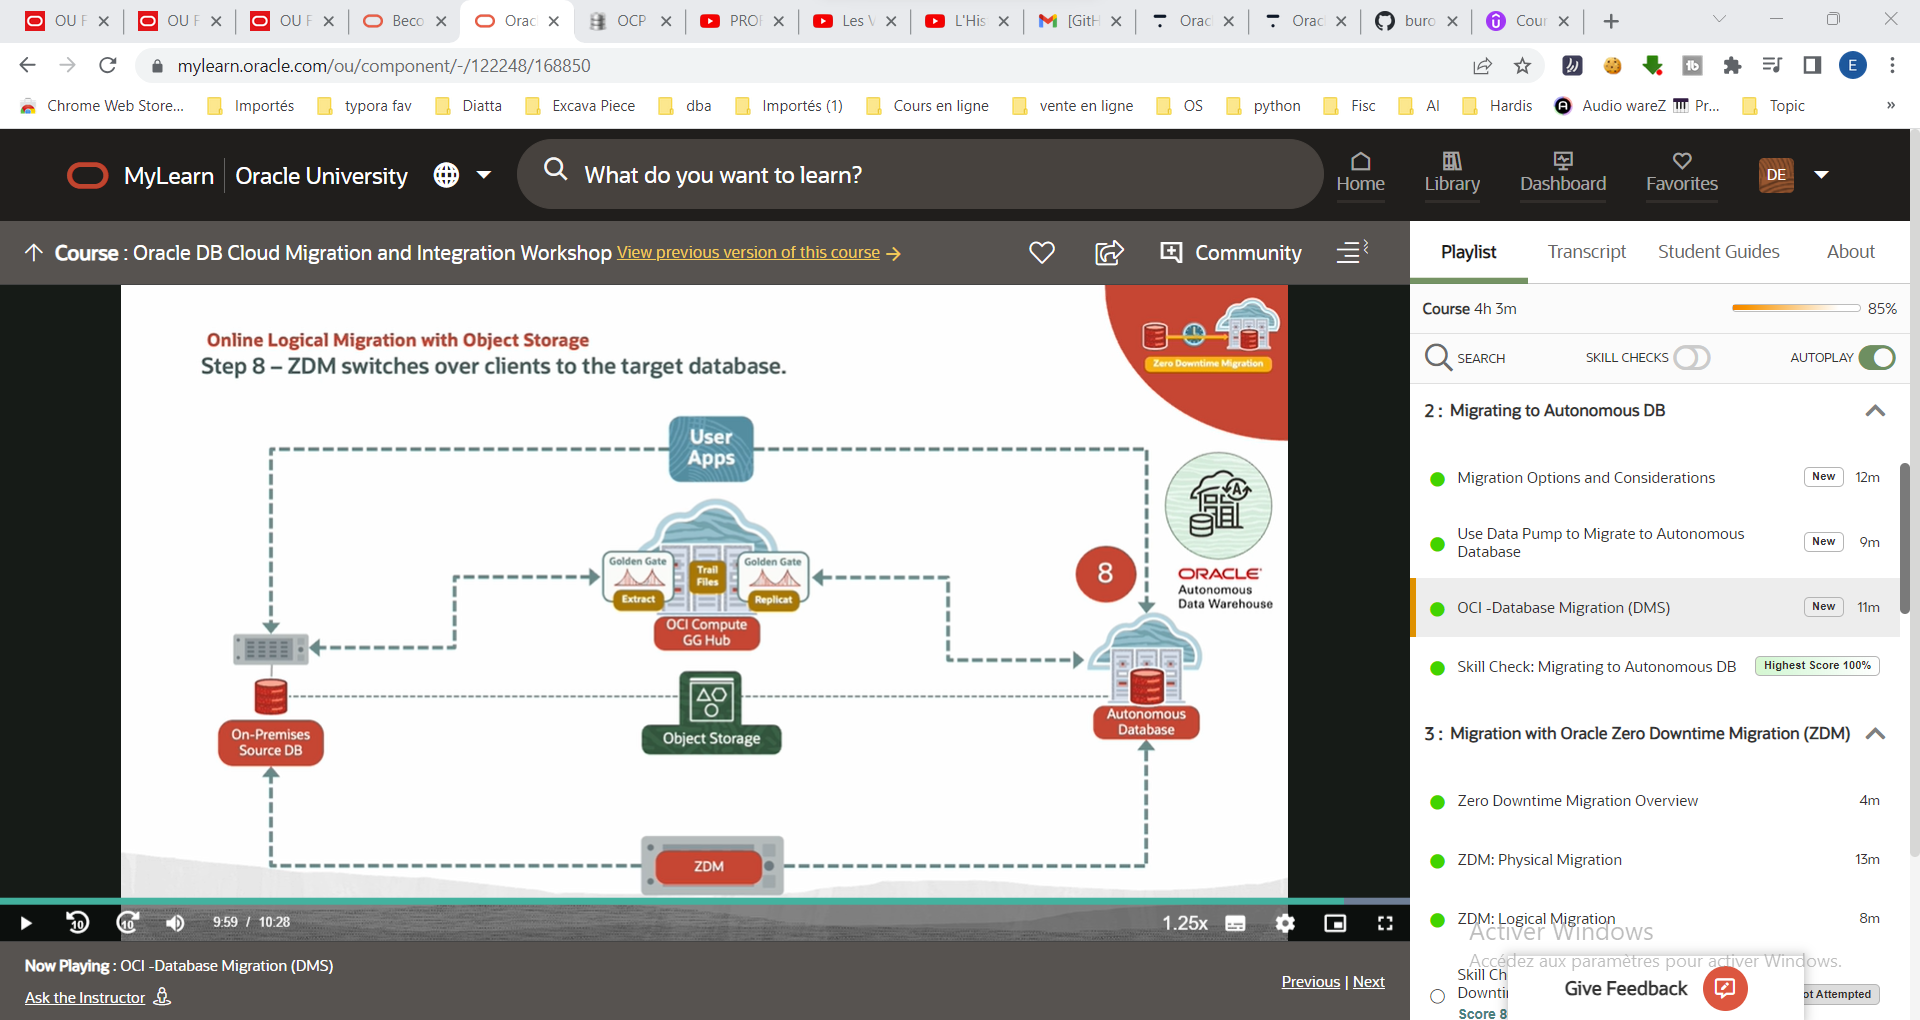 OU F
OU F
OU F
Beco
Orac
OCP
PROF
Les V
L'His
[GitH
Orac
Orac
buro
Cour
mylearn.oracle.com/ou/component/-/122248/168850
E
Chrome Web Store...
Importés
typora fav
Diatta
Excava Piece
dba
Importés (1)
Cours en ligne
vente en ligne
OS
python
Fisc
AI
Hardis
Audio wareZ
Pr...
Topic
»
MyLearn
Oracle University
What do you want to learn?
Home
Library
Dashboard
Favorites
DE
Course : Oracle DB Cloud Migration and Integration Workshop View previous version of this course
Community
Online Logical Migration with Object Storage
Step 8 – ZDM switches over clients to the target database.
Zero Downtime Migration
User
Apps
Golden Gate
Extract
Trail
Files
Golden Gate
Replicat
OCI Compute
GG Hub
8
ORACLE
Autonomous
Data Warehouse
On-Premises
Source DB
Object Storage
Autonomous
Database
ZDM
10
10
9:59 / 10:28
1.25x
Now Playing : OCI -Database Migration (DMS)
Ask the Instructor
Previous | Next
Playlist
Transcript
Student Guides
About
Course 4h 3m
85%
SEARCH
SKILL CHECKS
AUTOPLAY
2 : Migrating to Autonomous DB
Migration Options and Considerations
New
12m
Use Data Pump to Migrate to Autonomous
Database
New
9m
OCI -Database Migration (DMS)
New
11m
Skill Check: Migrating to Autonomous DB
Highest Score 100%
3 : Migration with Oracle Zero Downtime Migration (ZDM)
Zero Downtime Migration Overview
4m
ZDM: Physical Migration
13m
ZDM: Logical Migration
8m
Activer Windows
Accédez aux paramètres pour activer Windows.
Skill Ch
Downti
Score 8
ot Attempted
Give Feedback